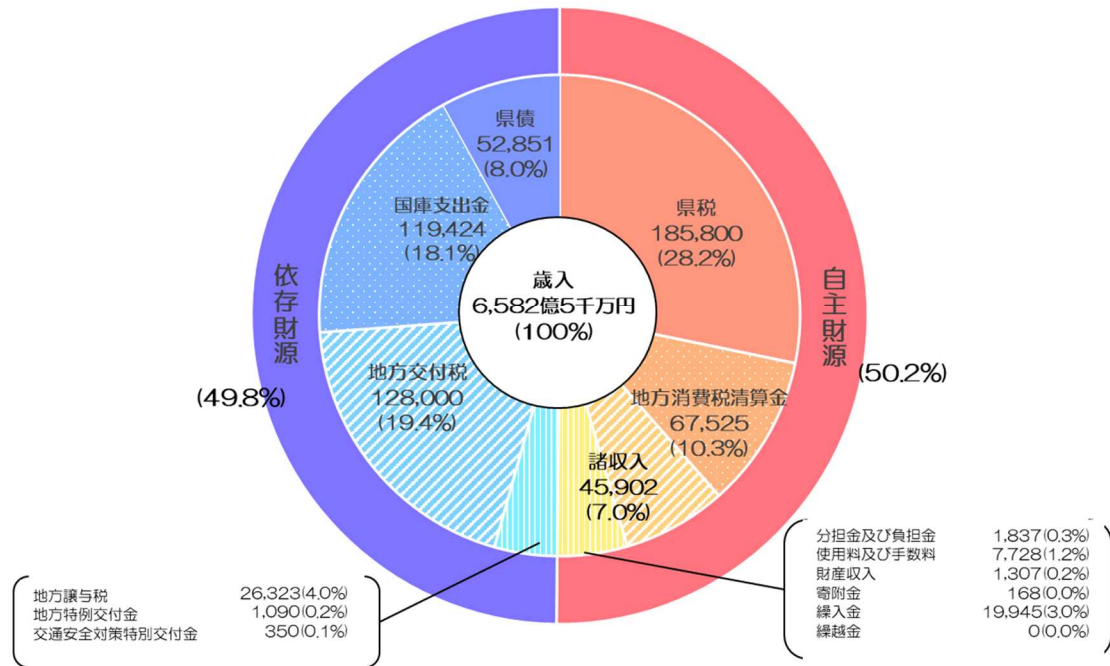 県債
52,851
(8.0%)
国庫支出金
119,424
(18.1%)
県税
185,800
(28.2%)
歳入
6,582億5千万円
(100%)
依存財源
(49.8%)
自主財源
(50.2%)
地方交付税
128,000
(19.4%)
地方消費税清算金
67,525
(10.3%)
諸収入
45,902
(7.0%)
地方譲与税 26,323(4.0%)
地方特例交付金 1,090(0.2%)
交通安全対策特別交付金 350(0.1%)
分担金及び負担金 1,837(0.3%)
使用料及び手数料 7,728(1.2%)
財産収入 1,307(0.2%)
寄附金 168(0.0%)
繰入金 19,945(3.0%)
繰越金 0(0.0%)